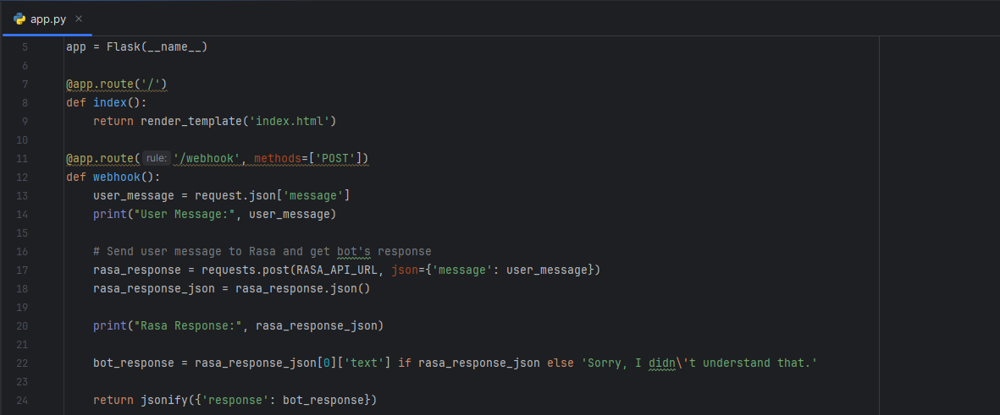 app.py
5 app = Flask(__name__)
6
7 @app.route('/')
8 def index():
9     return render_template('index.html')
10
11 @app.route( rule: '/webhook', methods=['POST'])
12 def webhook():
13     user_message = request.json['message']
14     print("User Message:", user_message)
15
16     # Send user message to Rasa and get bot's response
17     rasa_response = requests.post(RASA_API_URL, json={'message': user_message})
18     rasa_response_json = rasa_response.json()
19
20     print("Rasa Response:", rasa_response_json)
21
22     bot_response = rasa_response_json[0]['text'] if rasa_response_json else 'Sorry, I didn\'t understand that.'
23
24     return jsonify({'response': bot_response})